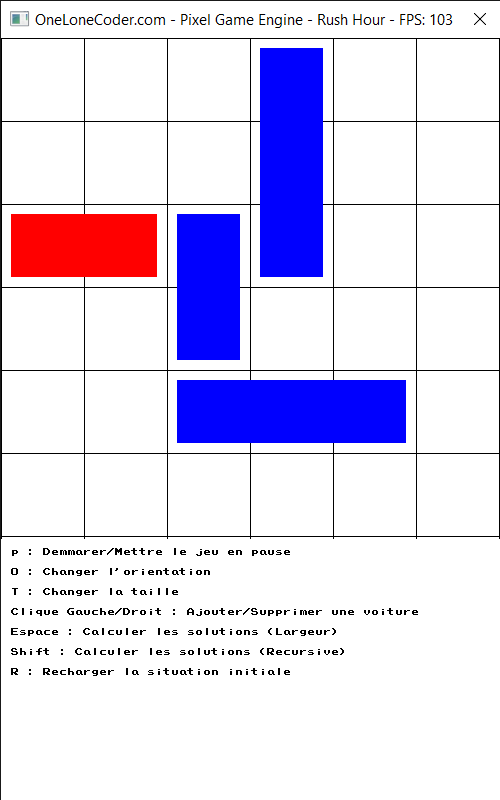 OneLoneCoder.com - Pixel Game Engine - Rush Hour - FPS: 103
p : Demmarer/Mettre le jeu en pause
O : Changer l'orientation
T : Changer la taille
Clique Gauche/Droit : Ajouter/Supprimer une voiture
Espace : Calculer les solutions (Largeur)
Shift : Calculer les solutions (Recursive)
R : Recharger la situation initiale